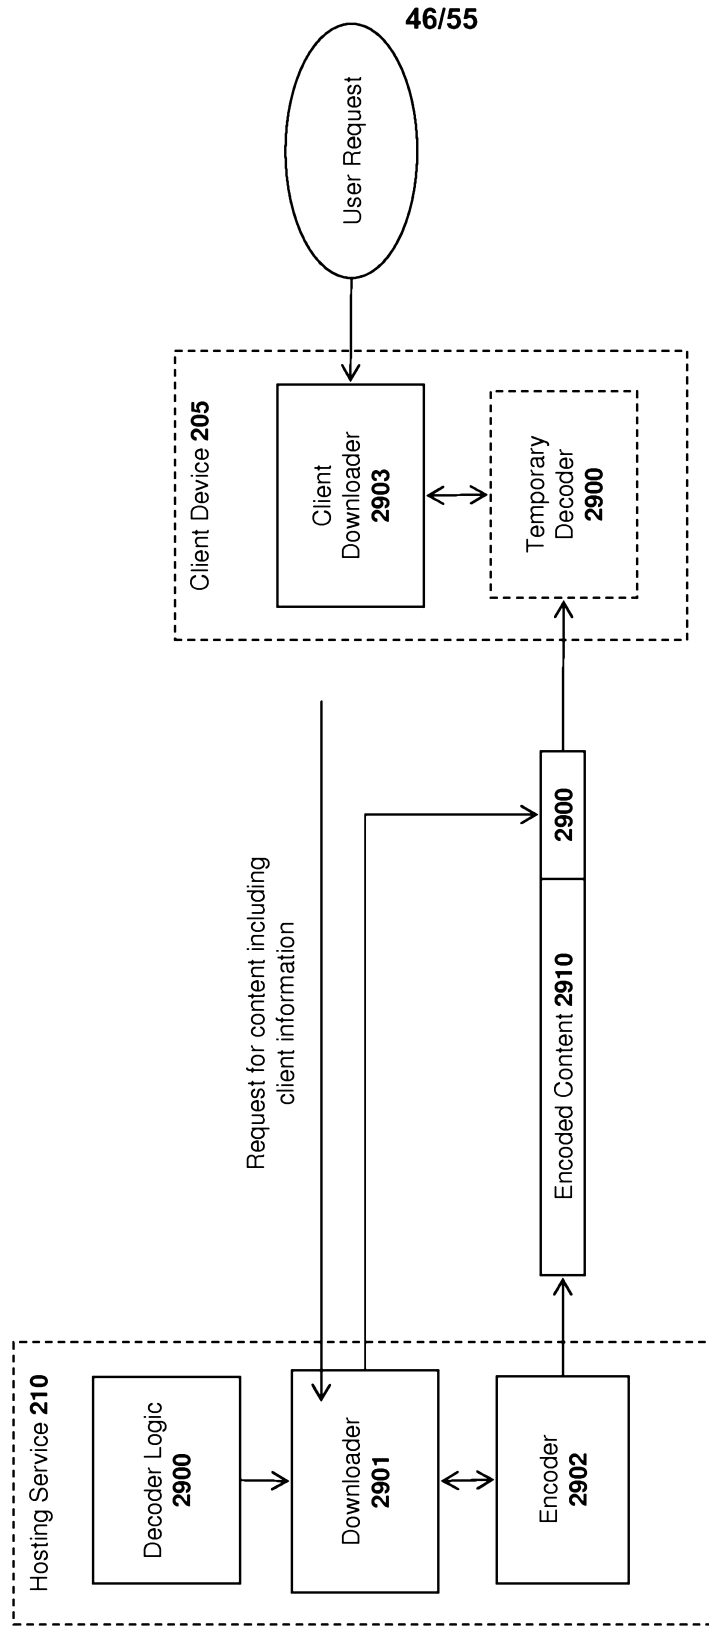 46/55
User Request
Client Device 205
Client
Downloader
2903
Temporary
Decoder
2900
Request for content including
client information
2900
Encoded Content 2910
Hosting Service 210
Decoder Logic
2900
Downloader
2901
Encoder
2902